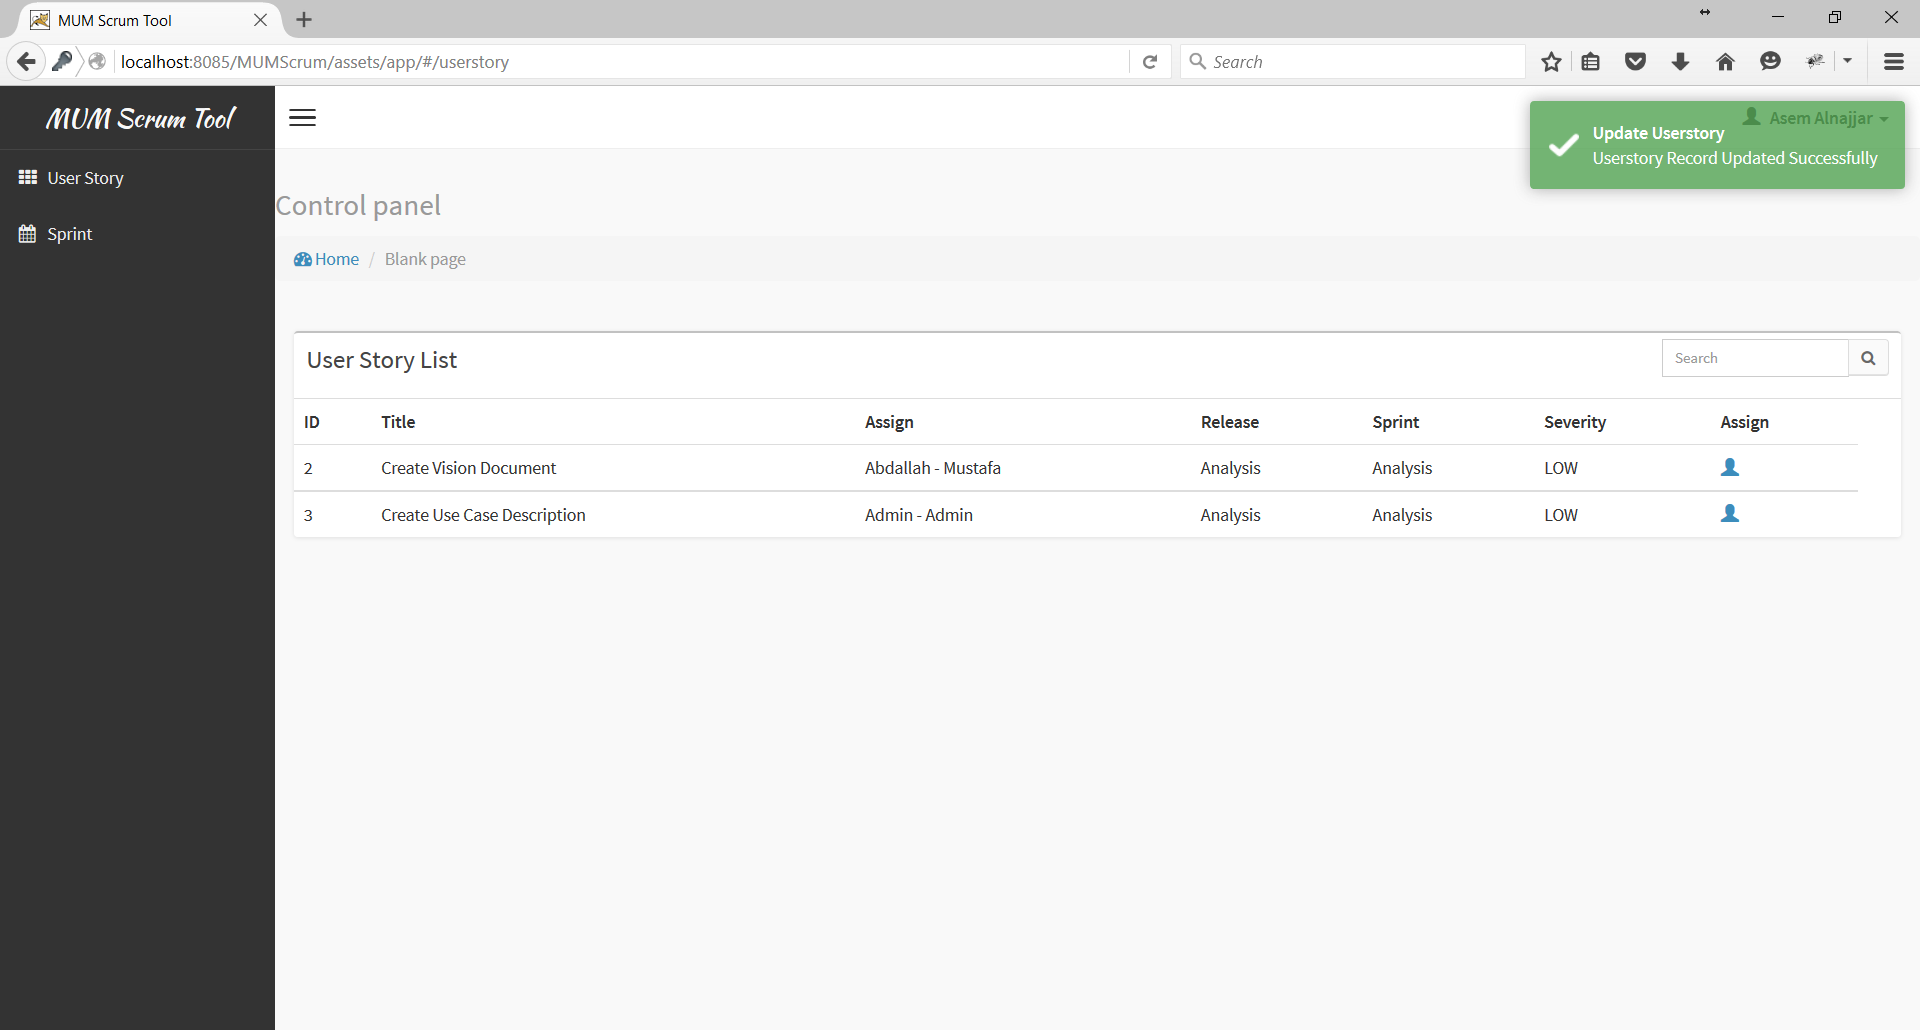 MUM Scrum Tool
localhost:8085/MUMScrum/assets/app/#/userstory
Search
MUM Scrum Tool
Asem Alnajjar
Update Userstory
Userstory Record Updated Successfully
User Story
Sprint
Control panel
Home / Blank page
User Story List
Search
ID Title Assign Release Sprint Severity Assign
2 Create Vision Document Abdallah - Mustafa Analysis Analysis LOW
3 Create Use Case Description Admin - Admin Analysis Analysis LOW